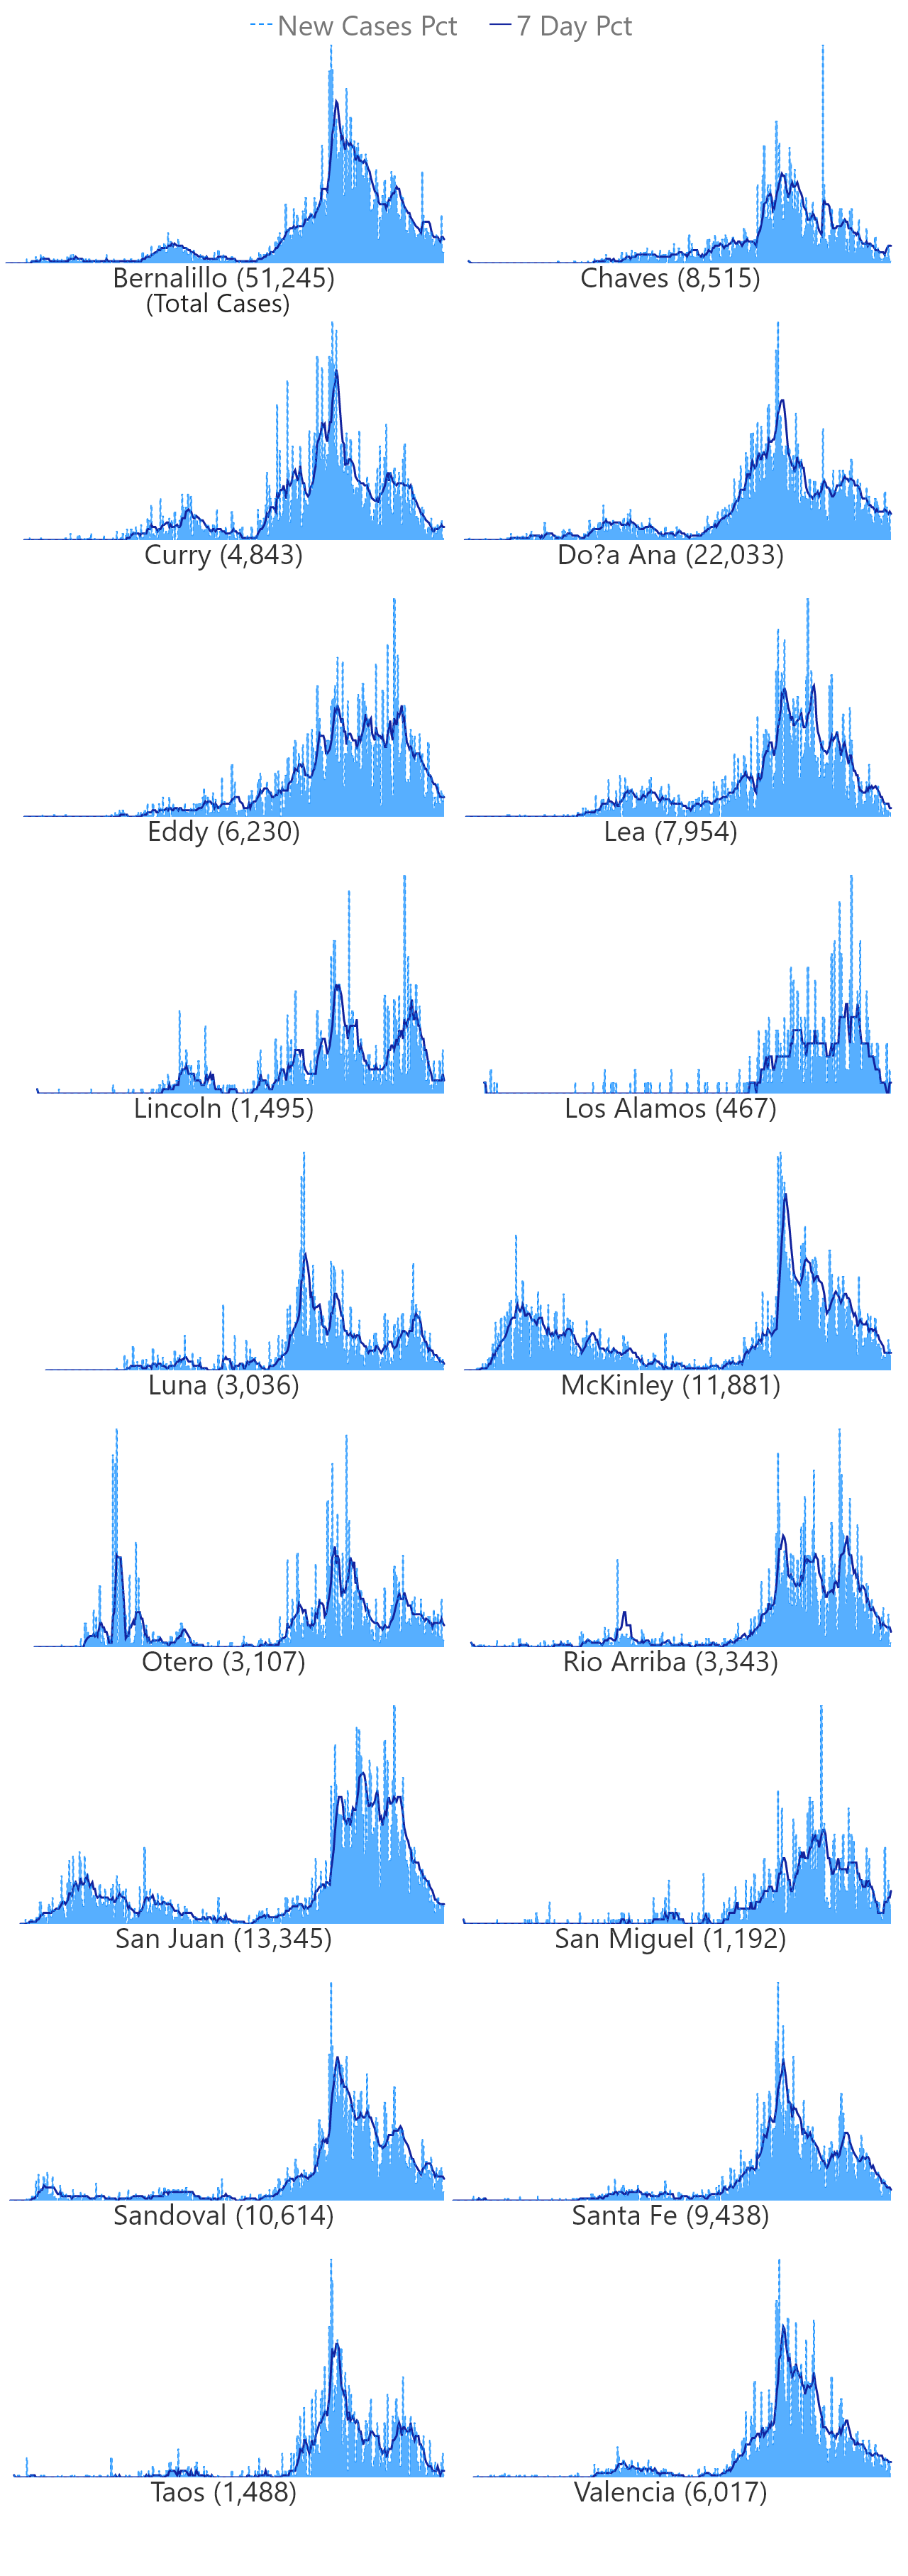 New Cases Pct 7 Day Pct
Bernalillo (51,245) Chaves (8,515)
(Total Cases)
Curry (4,843) Do?a Ana (22,033)
Eddy (6,230) Lea (7,954)
Lincoln (1,495) Los Alamos (467)
Luna (3,036) McKinley (11,881)
Otero (3,107) Rio Arriba (3,343)
San Juan (13,345) San Miguel (1,192)
Sandoval (10,614) Santa Fe (9,438)
Taos (1,488) Valencia (6,017)